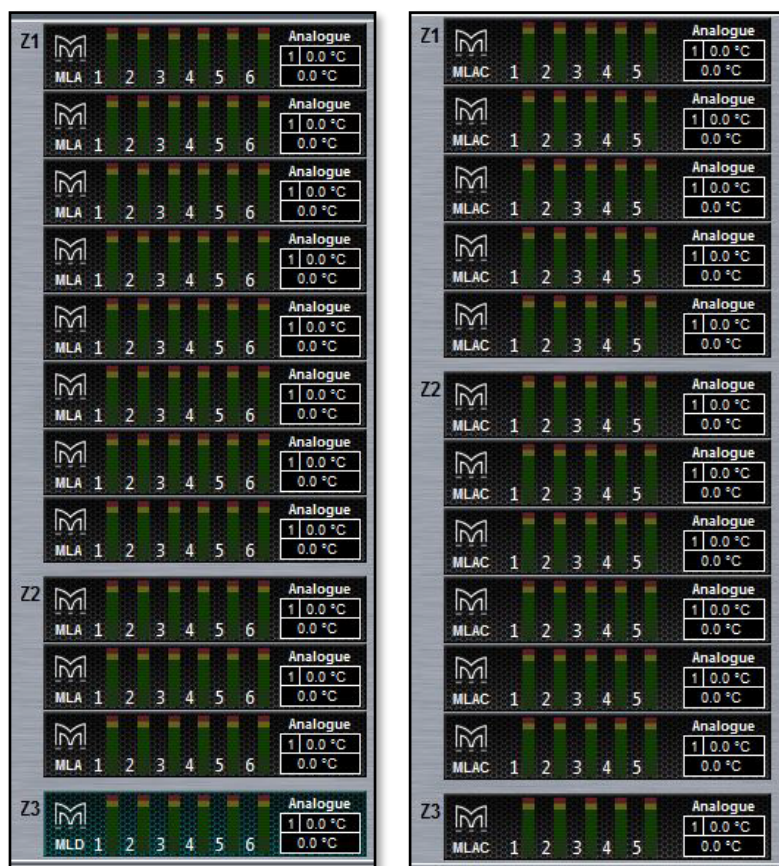 Z1 Analogue
1 0.0 °C
MLA 1 2 3 4 5 6 0.0 °C
Analogue
1 0.0 °C
MLA 1 2 3 4 5 6 0.0 °C
Analogue
1 0.0 °C
MLA 1 2 3 4 5 6 0.0 °C
Analogue
1 0.0 °C
MLA 1 2 3 4 5 6 0.0 °C
Analogue
1 0.0 °C
MLA 1 2 3 4 5 6 0.0 °C
Analogue
1 0.0 °C
MLA 1 2 3 4 5 6 0.0 °C
Analogue
1 0.0 °C
MLA 1 2 3 4 5 6 0.0 °C
Analogue
1 0.0 °C
MLA 1 2 3 4 5 6 0.0 °C
Z2 Analogue
1 0.0 °C
MLA 1 2 3 4 5 6 0.0 °C
Analogue
1 0.0 °C
MLA 1 2 3 4 5 6 0.0 °C
Analogue
1 0.0 °C
MLA 1 2 3 4 5 6 0.0 °C
Z3 Analogue
1 0.0 °C
MLD 1 2 3 4 5 6 0.0 °C
Z1 Analogue
1 0.0 °C
MLAC 1 2 3 4 5 0.0 °C
Analogue
1 0.0 °C
MLAC 1 2 3 4 5 0.0 °C
Analogue
1 0.0 °C
MLAC 1 2 3 4 5 0.0 °C
Analogue
1 0.0 °C
MLAC 1 2 3 4 5 0.0 °C
Analogue
1 0.0 °C
MLAC 1 2 3 4 5 0.0 °C
Z2 Analogue
1 0.0 °C
MLAC 1 2 3 4 5 0.0 °C
Analogue
1 0.0 °C
MLAC 1 2 3 4 5 0.0 °C
Analogue
1 0.0 °C
MLAC 1 2 3 4 5 0.0 °C
Analogue
1 0.0 °C
MLAC 1 2 3 4 5 0.0 °C
Analogue
1 0.0 °C
MLAC 1 2 3 4 5 0.0 °C
Analogue
1 0.0 °C
MLAC 1 2 3 4 5 0.0 °C
Z3 Analogue
1 0.0 °C
MLAC 1 2 3 4 5 0.0 °C